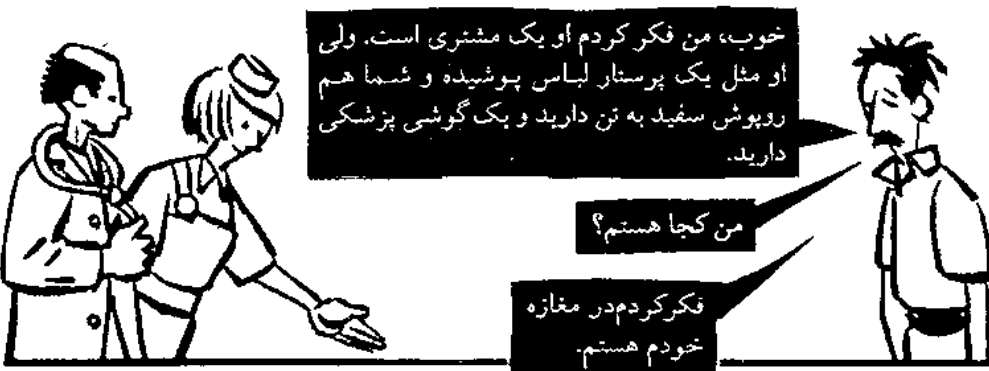 خوب، من فکر کردم او یک مشتری است. ولی
او مثل یک پرستار لباس پوشیده و شما هم
روپوش سفید به تن دارید و یک گوشی پزشکی
دارید.
من کجا هستم؟
فکرکردم‌در مغازه
خودم هستم.